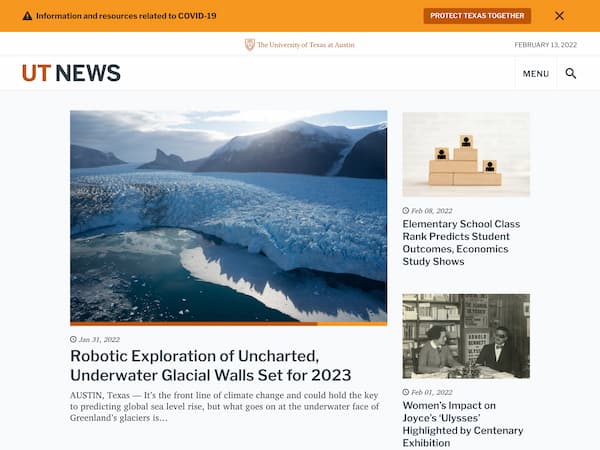 Information and resources related to COVID-19
PROTECT TEXAS TOGETHER
The University of Texas at Austin
FEBRUARY 13, 2022
UT NEWS
MENU
Jan 31, 2022
Robotic Exploration of Uncharted,
Underwater Glacial Walls Set for 2023
AUSTIN, Texas — It's the front line of climate change and could hold the key
to predicting global sea level rise, but what goes on at the underwater face of
Greenland's glaciers is…
Feb 08, 2022
Elementary School Class
Rank Predicts Student
Outcomes, Economics
Study Shows
ARNOLD
BENNETT
ULYSSES
Feb 01, 2022
Women's Impact on
Joyce's 'Ulysses'
Highlighted by Centenary
Exhibition